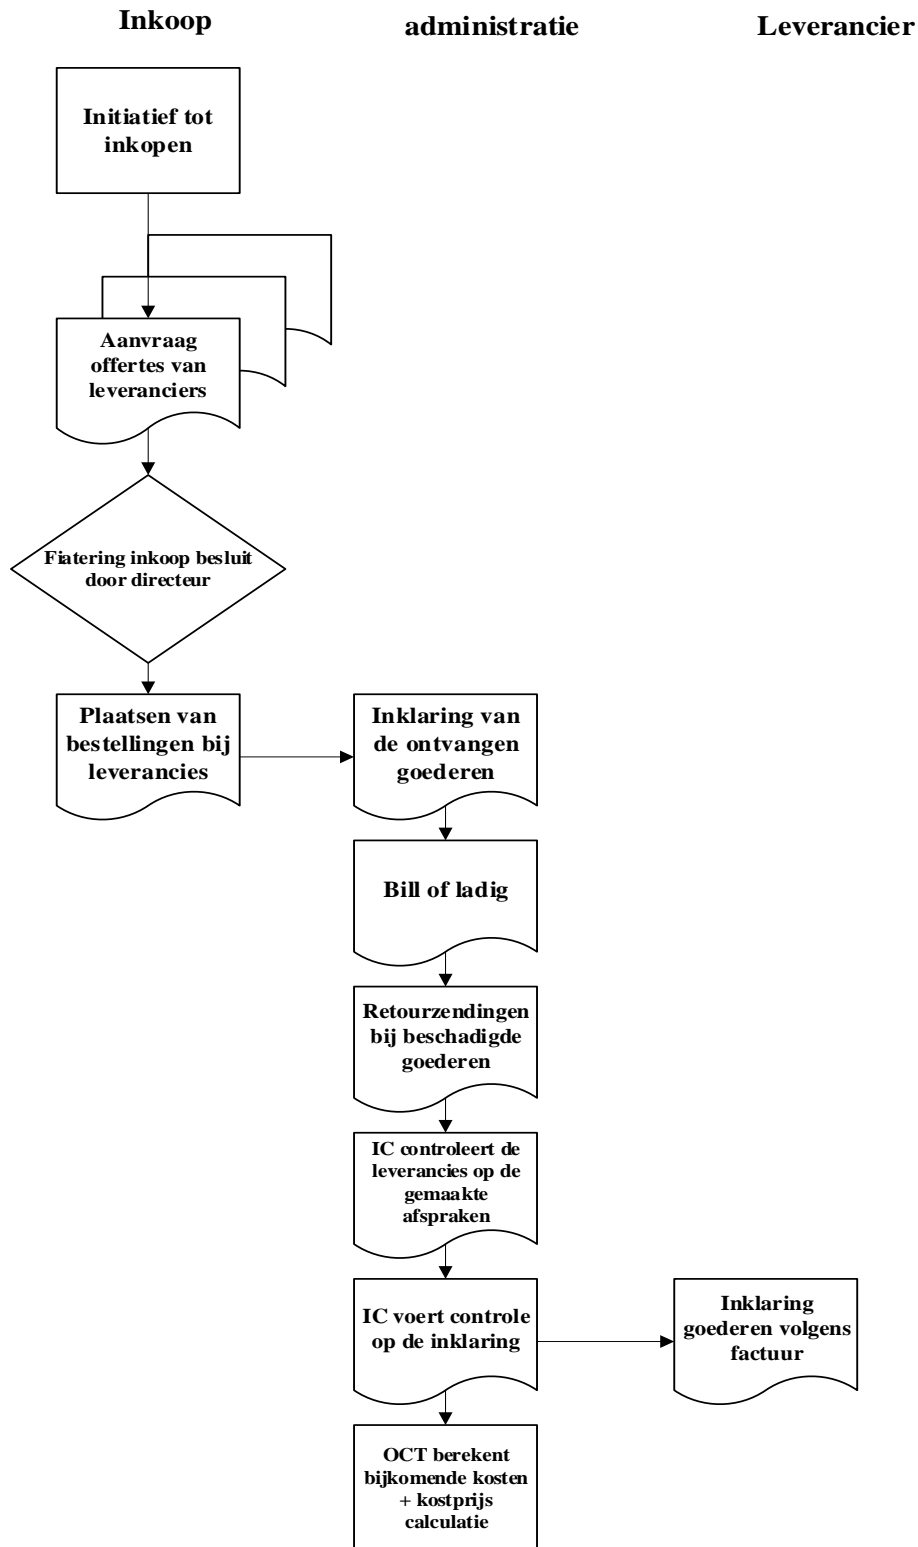 Inkoop
administratie
Leverancier
Initiatief tot
inkopen
Aanvraag
offertes van
leveranciers
Fiatering inkoop besluit
door directeur
Plaatsen van
bestellingen bij
leverancies
Inklaring van
de ontvangen
goederen
Bill of ladig
Retourzendingen
bij beschadigde
goederen
IC controleert de
leverancies op de
gemaakte
afspraken
IC voert controle
op de inklaring
Inklaring
goederen volgens
factuur
OCT berekent
bijkomende kosten
+ kostprijs
calculatie